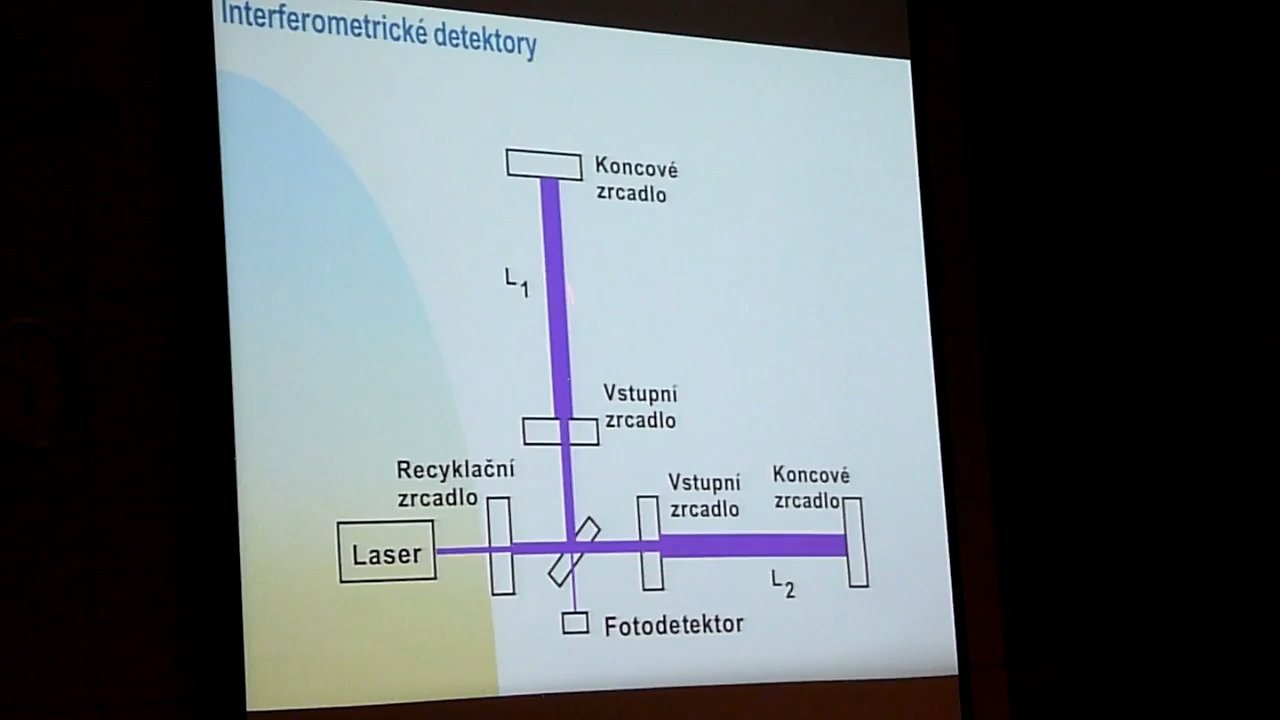 Interferometrické detektory
Koncové
zrcadlo
L1
Vstupní
zrcadlo
Recyklační
zrcadlo
Vstupní
zrcadlo
Koncové
zrcadlo
Laser
L2
Fotodetektor